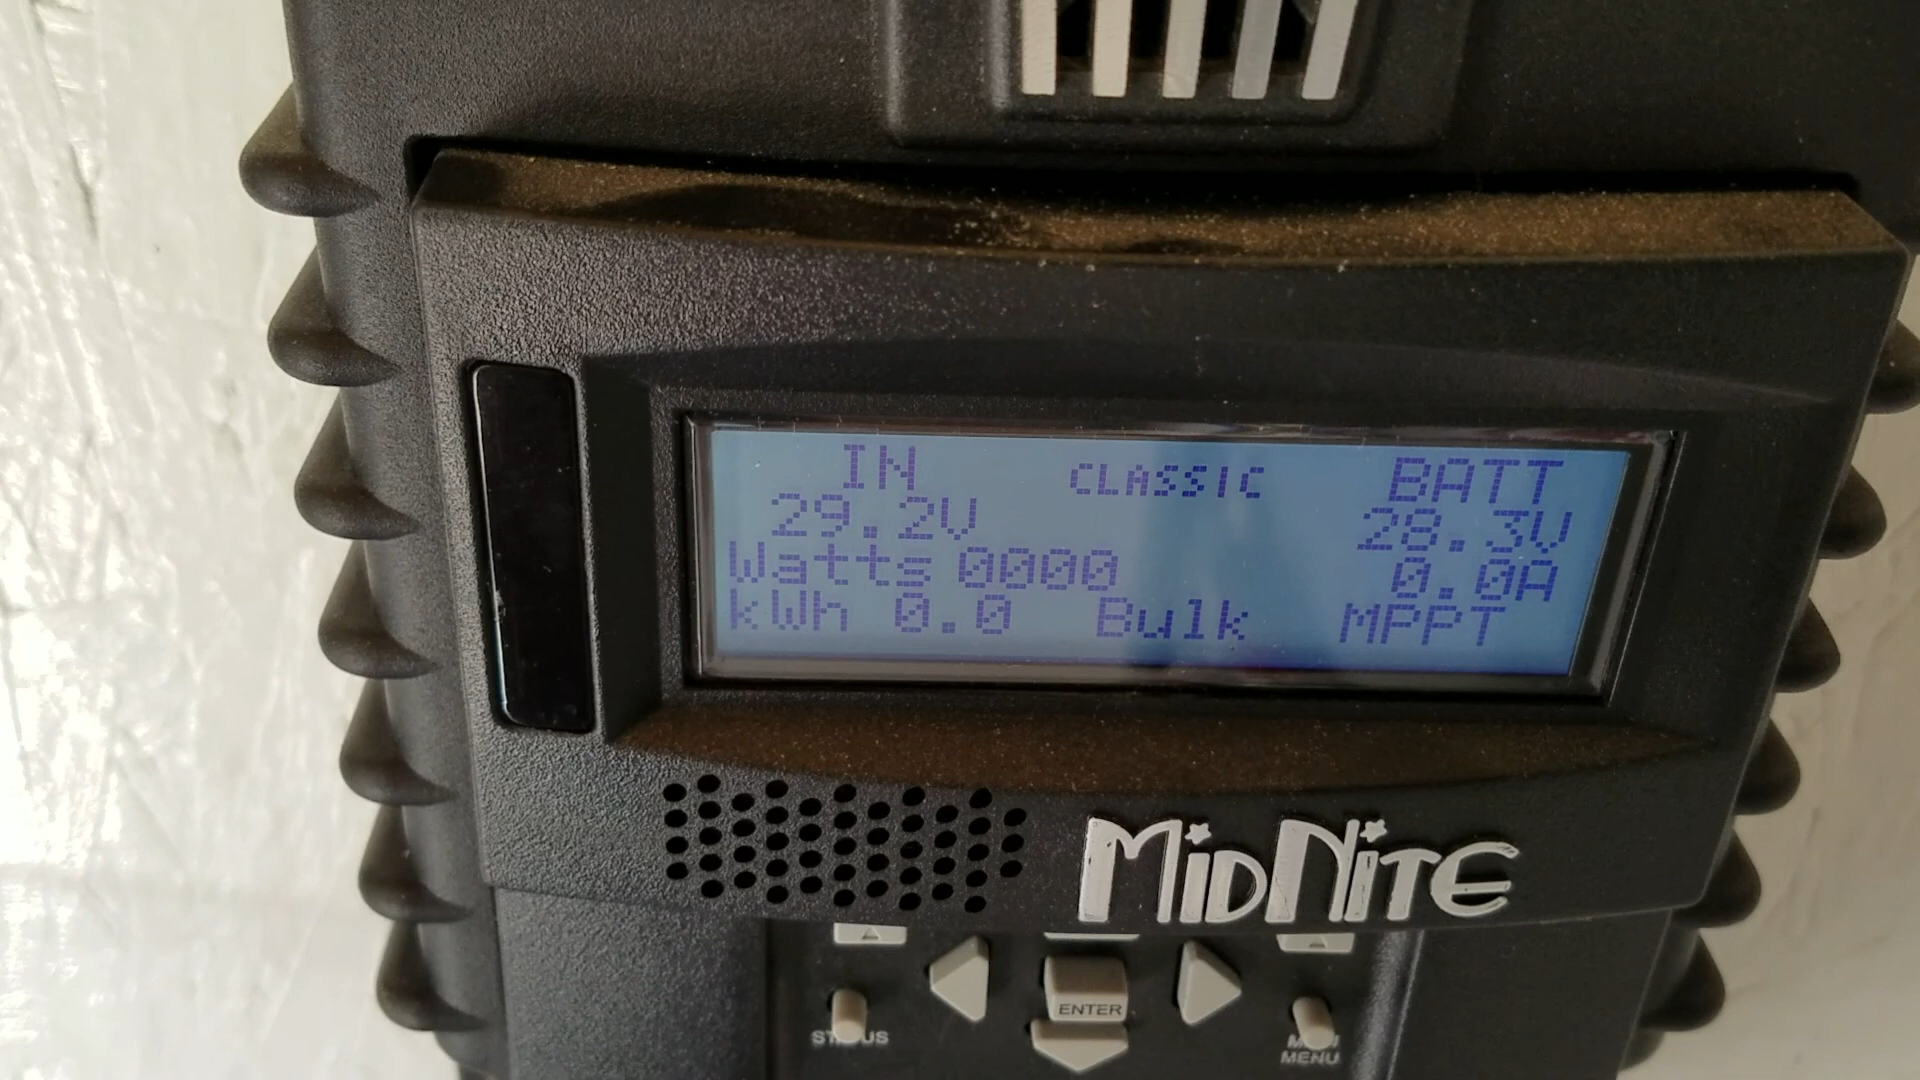 IN CLASSIC BATT
29.2V 28.3V
Watts 0000 0.0A
kWh 0.0 Bulk MPPT
MIDNITE
ENTER
STATUS
MAIN
MENU